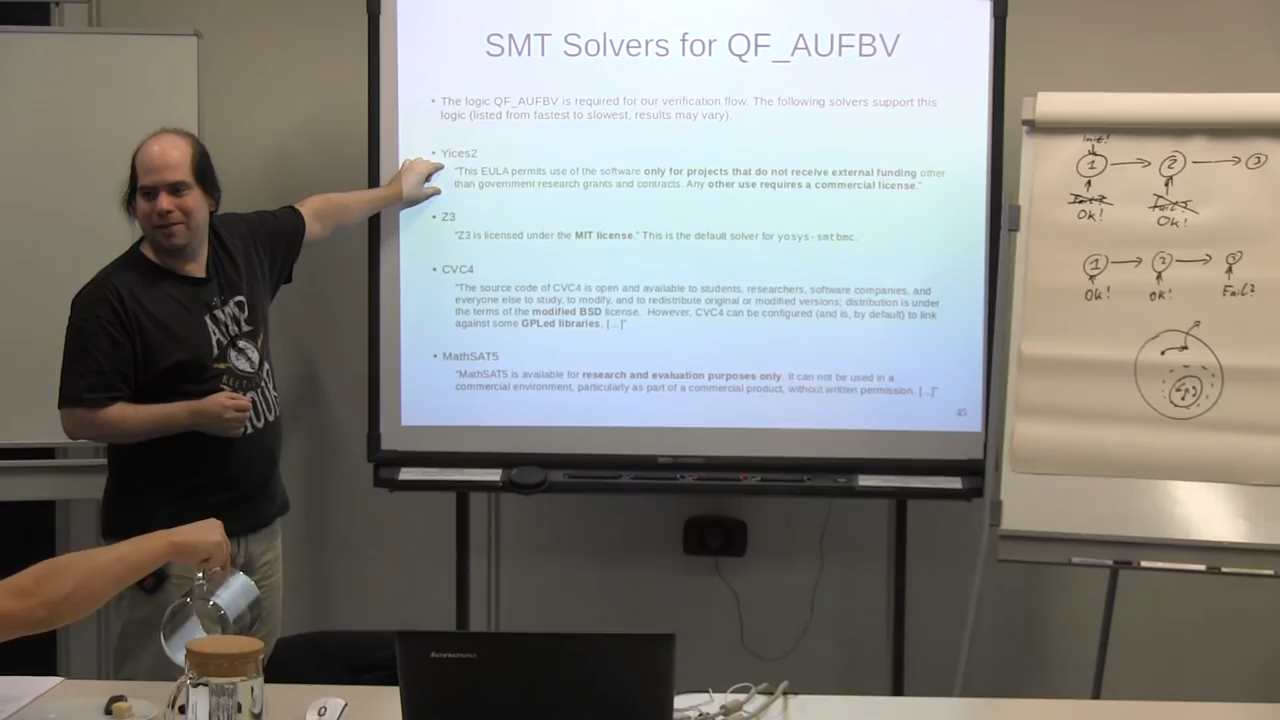 SMT Solvers for QF_AUFBV
• The logic QF_AUFBV is required for our verification flow. The following solvers support this
logic (listed from fastest to slowest, results may vary).
• Yices2
"This EULA permits use of the software only for projects that do not receive external funding other
than government research grants and contracts. Any other use requires a commercial license."
• Z3
"Z3 is licensed under the MIT license." This is the default solver for yosys-smtbmc.
• CVC4
"The source code of CVC4 is open and available to students, researchers, software companies, and
everyone else to study, to modify, and to redistribute original or modified versions; distribution is under
the terms of the modified BSD license. However, CVC4 can be configured (and is, by default) to link
against some GPLed libraries, [...]"
• MathSAT5
"MathSAT5 is available for research and evaluation purposes only. It can not be used in a
commercial environment, particularly as part of a commercial product, without written permission. [...]"
45
Init!
1 2 3
Ok! Ok!
1 2 3
Ok! Ok! Fail?
AMP
lenovo